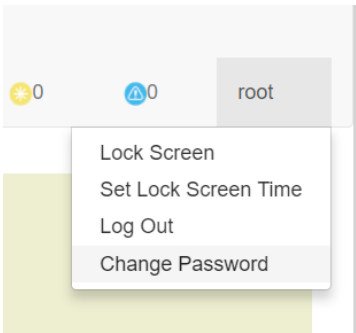 0 0 root
Lock Screen
Set Lock Screen Time
Log Out
Change Password